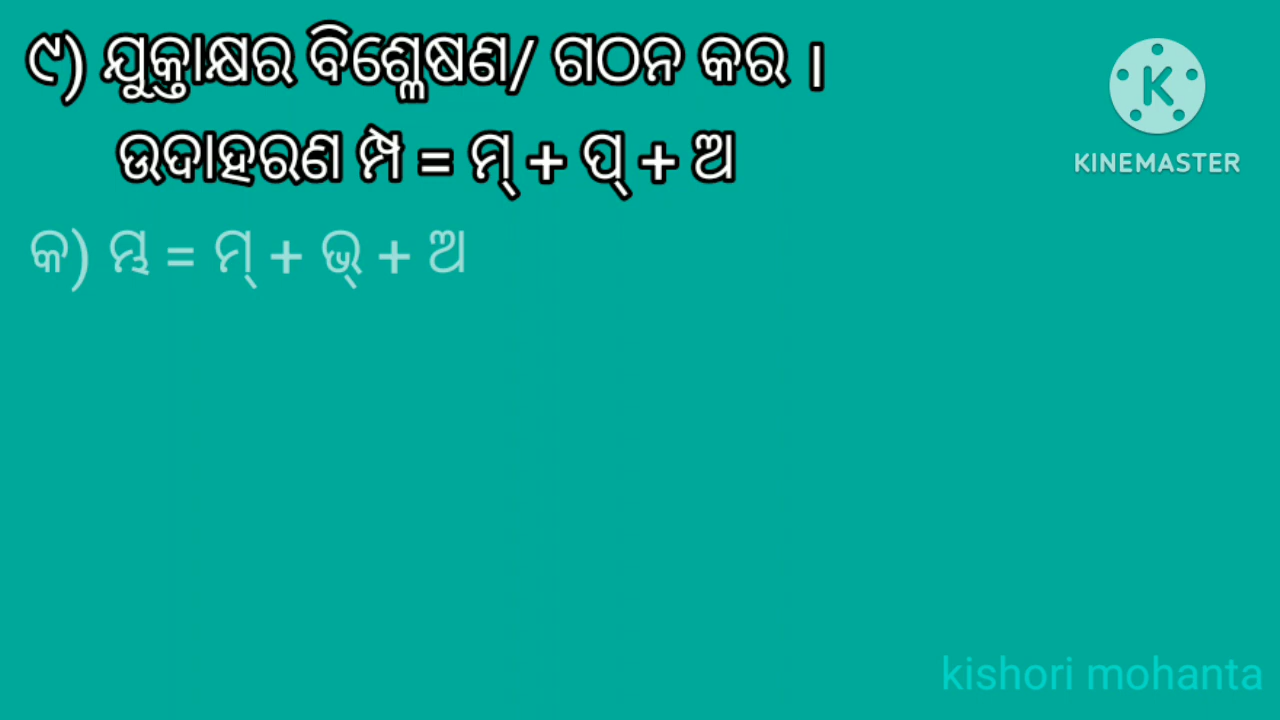 ୯) ଯୁକ୍ତାକ୍ଷର ବିଶ୍ଳେଷଣ/ ଗଠନ କର ।
ଉଦାହରଣ ମ୍ପ = ମ୍ + ପ୍ + ଅ
କ) ମ୍ଭ = ମ୍ + ଭ୍ + ଅ
K
KINEMASTER
kishori mohanta